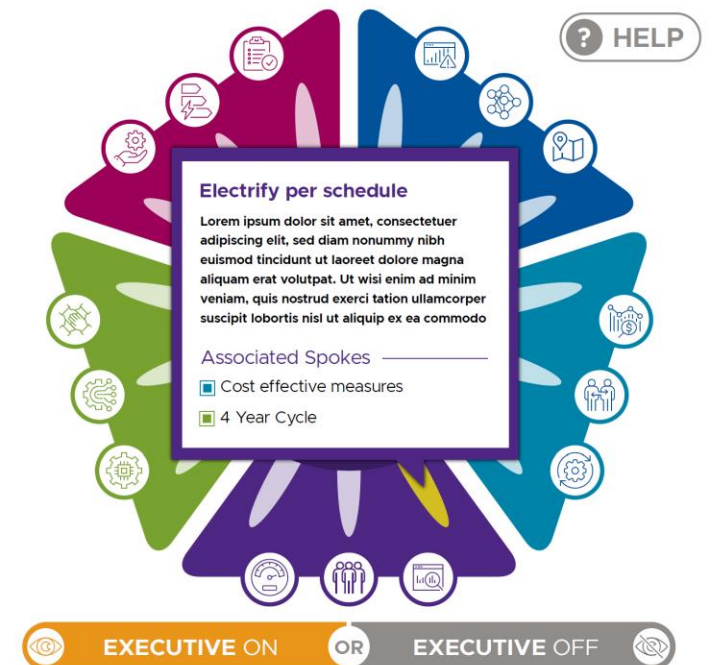 ? HELP
Electrify per schedule
Lorem ipsum dolor sit amet, consectetuer
adipiscing elit, sed diam nonummy nibh
euismod tincidunt ut laoreet dolore magna
aliquam erat volutpat. Ut wisi enim ad minim
veniam, quis nostrud exerci tation ullamcorper
suscipit lobortis nisl ut aliquip ex ea commodo
Associated Spokes
Cost effective measures
4 Year Cycle
EXECUTIVE ON OR EXECUTIVE OFF